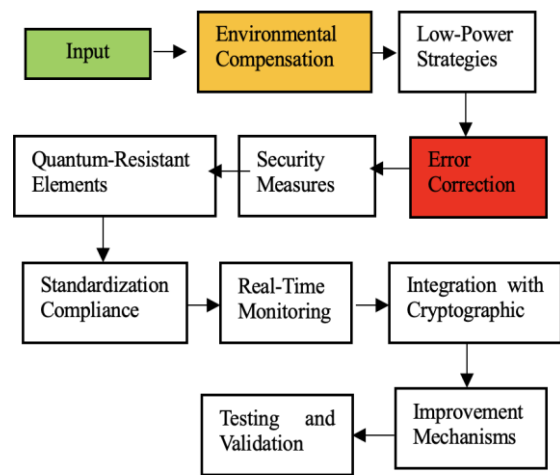 Input
Environmental
Compensation
Low-Power
Strategies
Error
Correction
Security
Measures
Quantum-Resistant
Elements
Standardization
Compliance
Real-Time
Monitoring
Integration with
Cryptographic
Improvement
Mechanisms
Testing and
Validation